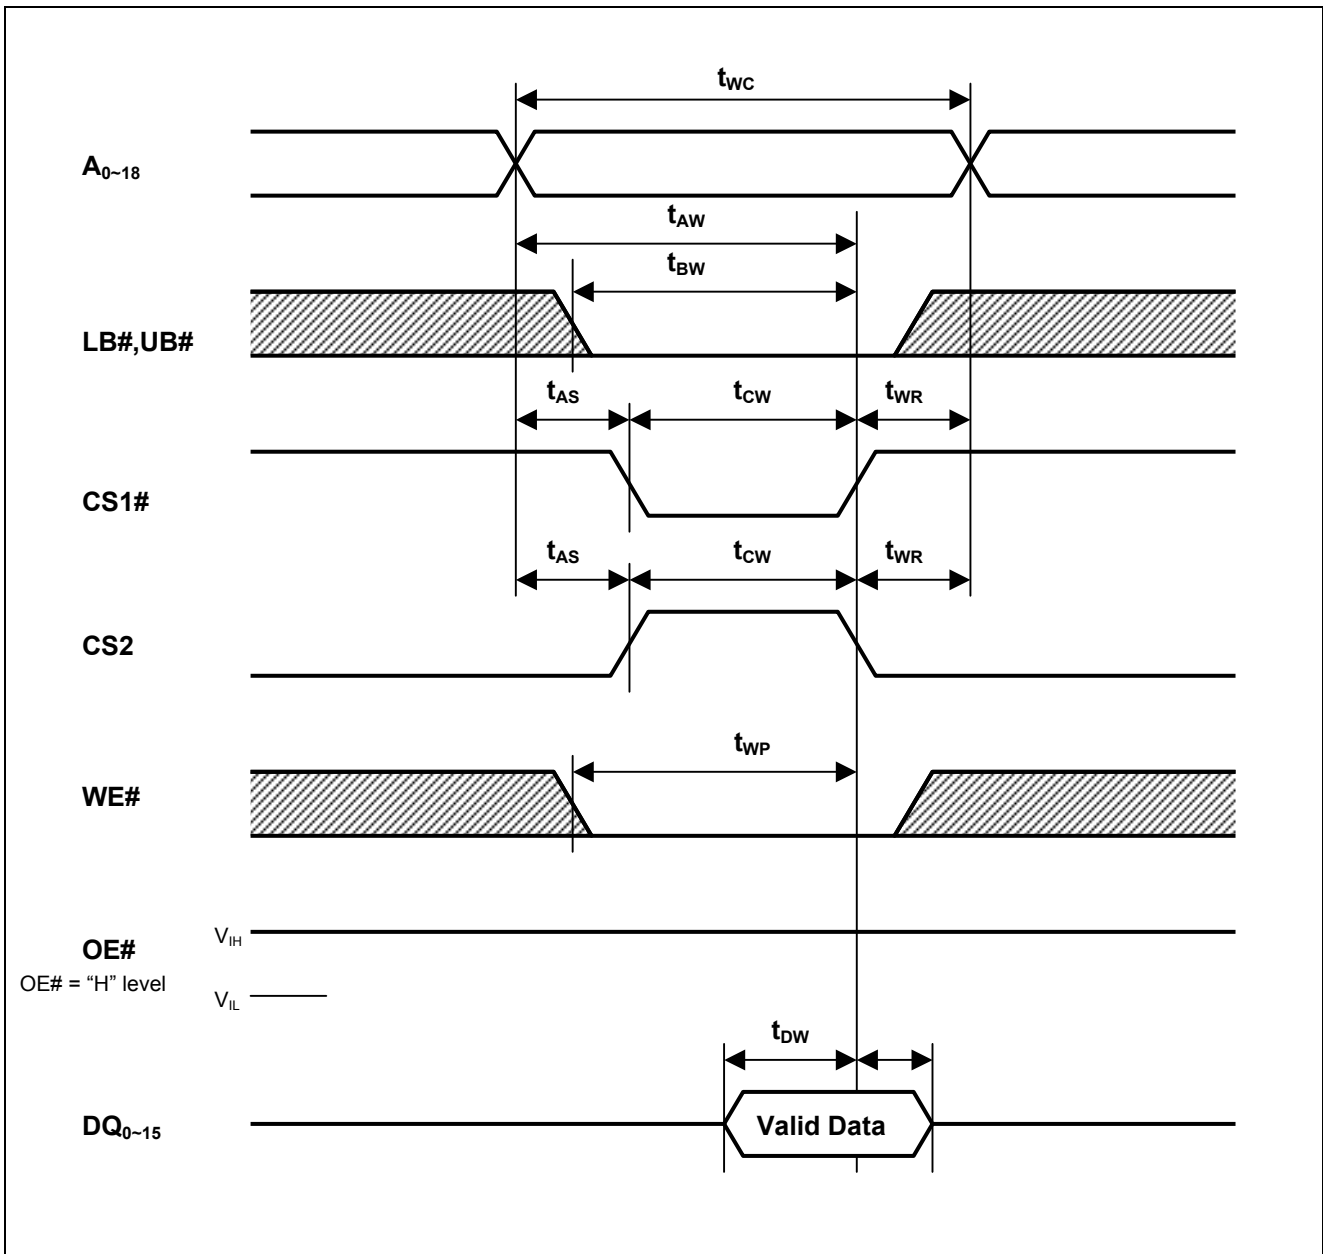 tWC
A0~18
tAW
tBW
LB#,UB#
tAS tCW tWR
CS1#
tAS tCW tWR
CS2
tWP
WE#
VIH
OE#
OE# = “H” level
VIL
tDW
DQ0~15 Valid Data